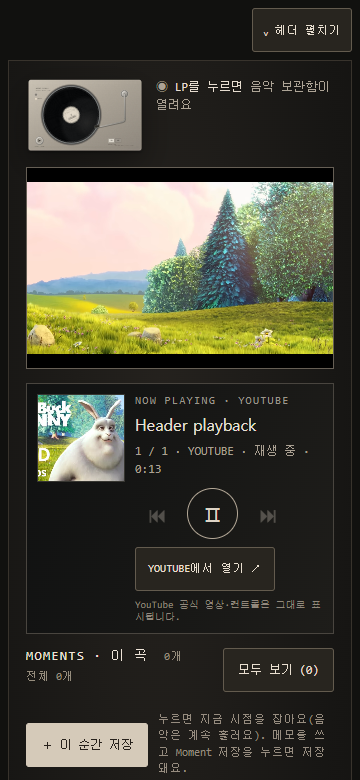 ⌄ 헤더 펼치기
◉ LP를 누르면 음악 보관함이
열려요
NOW PLAYING · YOUTUBE
Header playback
1 / 1 · YOUTUBE · 재생 중 ·
0:13
YOUTUBE에서 열기 ↗
YouTube 공식 영상·컨트롤은 그대로 표
시됩니다.
MOMENTS · 이 곡 0개
전체 0개
모두 보기 (0)
+ 이 순간 저장
누르면 지금 시점을 잡아요(음
악은 계속 흘러요). 메모를 쓰
고 Moment 저장을 누르면 저장
돼요.